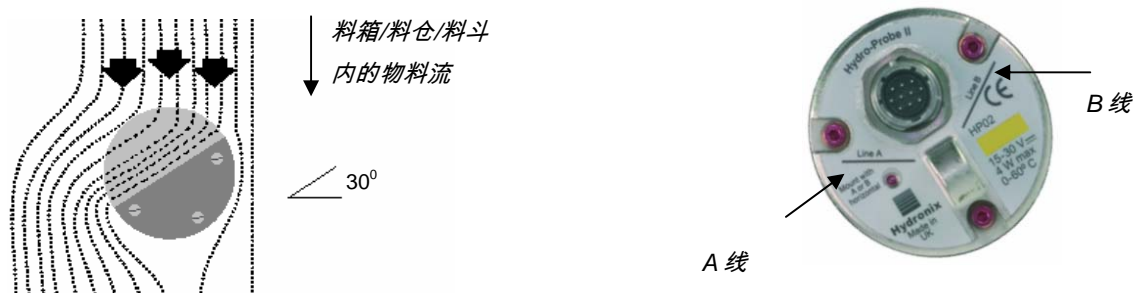 料箱/料仓/料斗
内的物料流
30⁰
Hydro-Probe II
Line B
CE
HP02
15-30 V
4 W max
0-60º C
Line A
Mount with
A or B
horizontal
Hydronix
Made in
UK
B 线
A 线